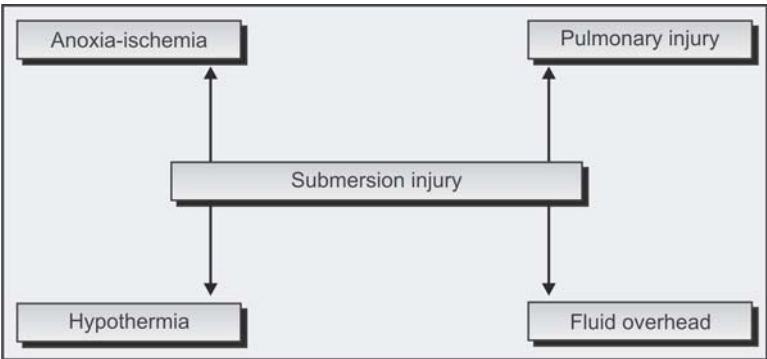 Anoxia-ischemia
Pulmonary injury
Submersion injury
Hypothermia
Fluid overhead